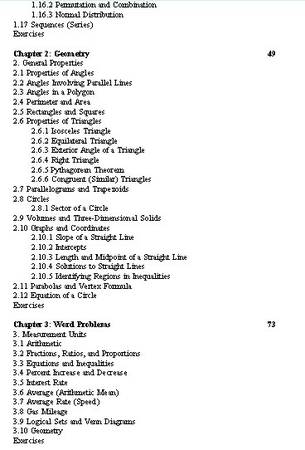 1.16.2 Permutation and Combination
1.16.3 Normal Distribution
1.17 Sequences (Series)
Exercises
Chapter 2: Geometry 49
2. General Properties
2.1 Properties of Angles
2.2 Angles Involving Parallel Lines
2.3 Angles in a Polygon
2.4 Perimeter and Area
2.5 Rectangles and Squares
2.6 Properties of Triangles
2.6.1 Isosceles Triangle
2.6.2 Equilateral Triangle
2.6.3 Exterior Angle of a Triangle
2.6.4 Right Triangle
2.6.5 Pythagorean Theorem
2.6.6 Congruent (Similar) Triangles
2.7 Parallelograms and Trapezoids
2.8 Circles
2.8.1 Sector of a Circle
2.9 Volumes and Three-Dimensional Solids
2.10 Graphs and Coordinates
2.10.1 Slope of a Straight Line
2.10.2 Intercepts
2.10.3 Length and Midpoint of a Straight Line
2.10.4 Solutions to Straight Lines
2.10.5 Identifying Regions in Inequalities
2.11 Parabolas and Vertex Formula
2.12 Equation of a Circle
Exercises
Chapter 3: Word Problems 73
3. Measurement Units
3.1 Arithmetic
3.2 Fractions, Ratios, and Proportions
3.3 Equations and Inequalities
3.4 Percent Increase and Decrease
3.5 Interest Rate
3.6 Average (Arithmetic Mean)
3.7 Average Rate (Speed)
3.8 Gas Mileage
3.9 Logical Sets and Venn Diagrams
3.10 Geometry
Exercises